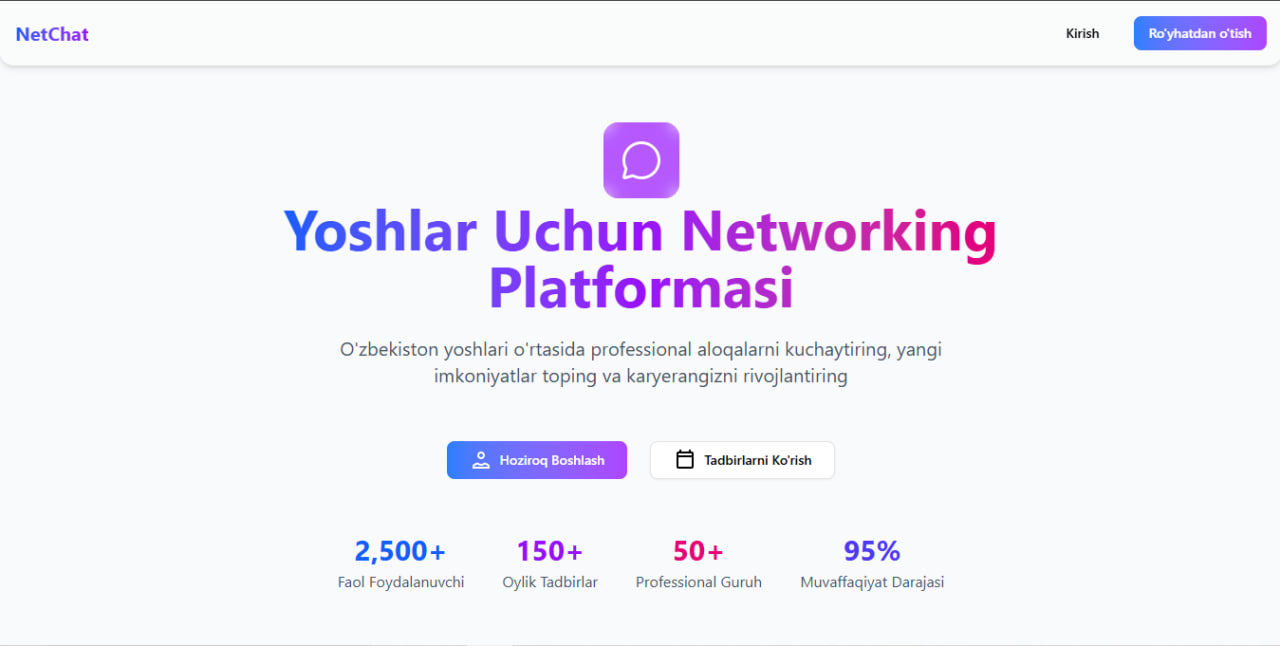 NetChat
Kirish
Ro'yhatdan o'tish
Yoshlar Uchun Networking
Platformasi
O'zbekiston yoshlari o'rtasida professional aloqalarni kuchaytiring, yangi
imkoniyatlar toping va karyerangizni rivojlantiring
Hoziroq Boshlash
Tadbirlarni Ko'rish
2,500+
Faol Foydalanuvchi
150+
Oylik Tadbirlar
50+
Professional Guruh
95%
Muvaffaqiyat Darajasi